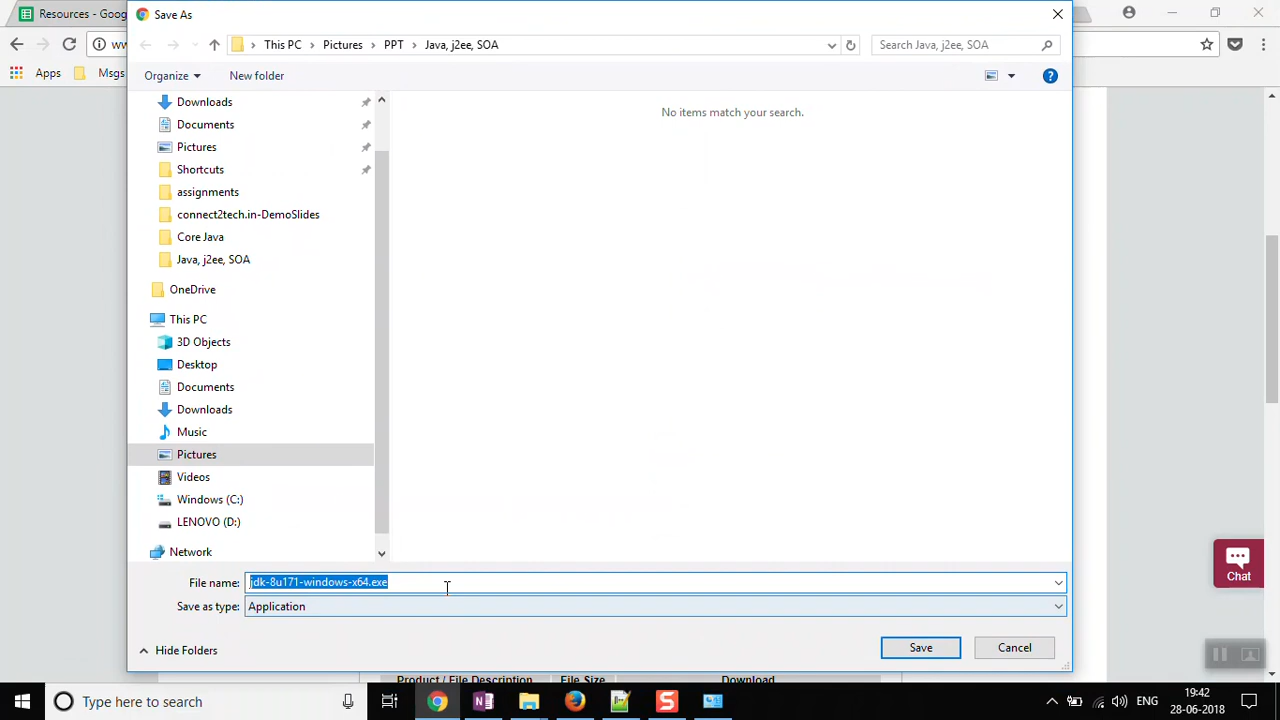 Resources - Goog
Save As
ww
This PC > Pictures > PPT > Java, j2ee, SOA
Search Java, j2ee, SOA
Apps
Msgs
Organize
New folder
No items match your search.
Downloads
Documents
Pictures
Shortcuts
assignments
connect2tech.in-DemoSlides
Core Java
Java, j2ee, SOA
OneDrive
This PC
3D Objects
Desktop
Documents
Downloads
Music
Pictures
Videos
Windows (C:)
LENOVO (D:)
Network
File name: jdk-8u171-windows-x64.exe
Save as type: Application
Hide Folders
Save
Cancel
Chat
Product / File Description File Size Download
Type here to search
ENG
19:42
28-06-2018